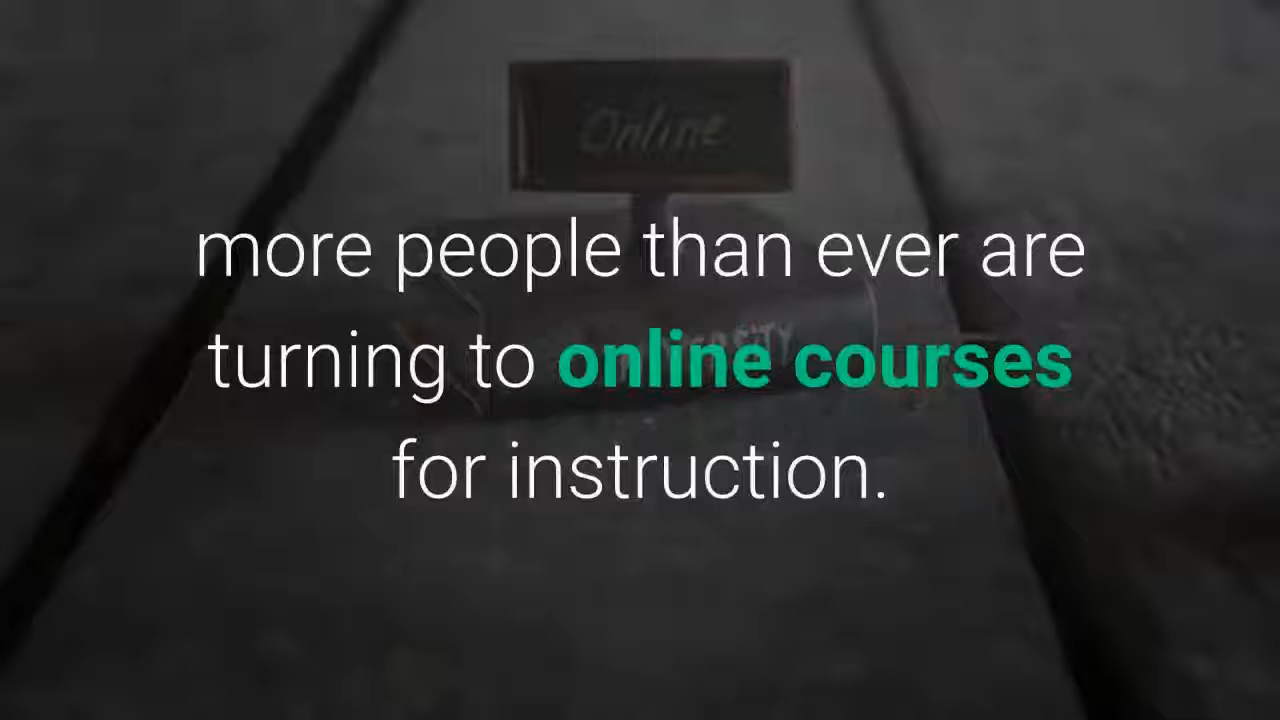 Online
more people than ever are
turning to online courses
for instruction.